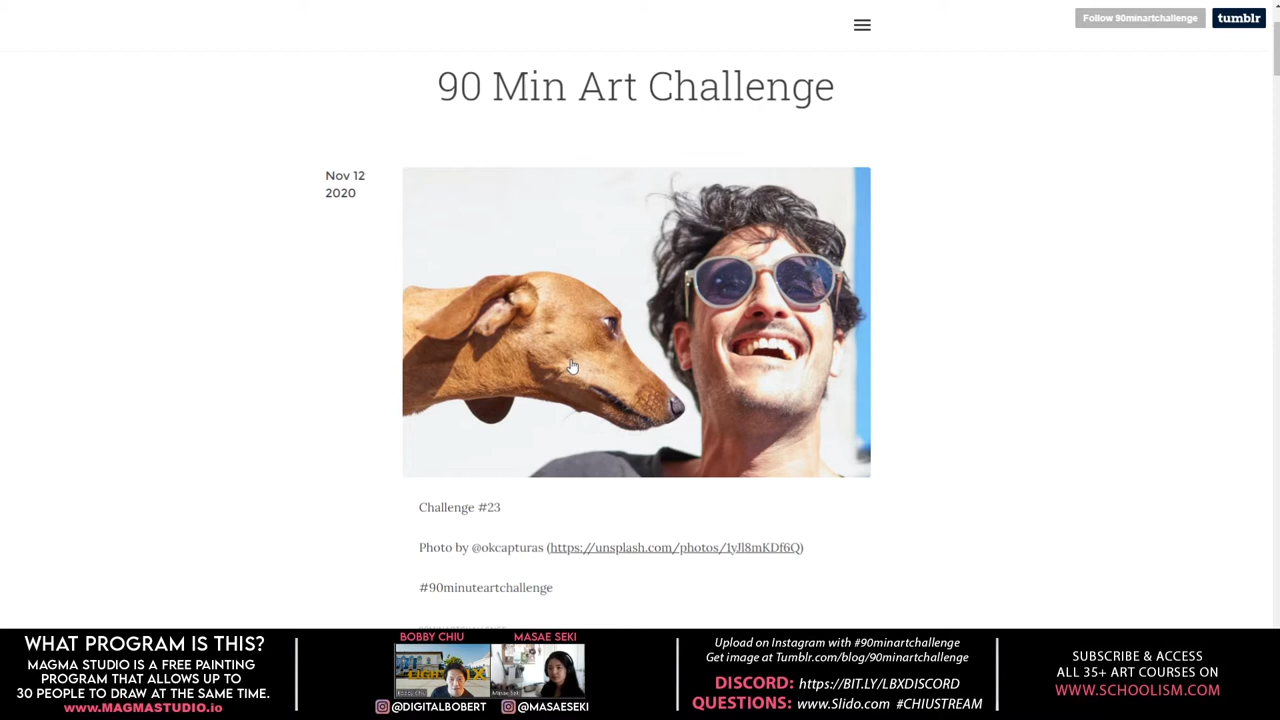 Follow 90minartchallenge
tumblr
90 Min Art Challenge
Nov 12
2020
Challenge #23
Photo by @okcapturas (https://unsplash.com/photos/1yJl8mKDf6Q)
#90minuteartchallenge
WHAT PROGRAM IS THIS?
MAGMA STUDIO IS A FREE PAINTING
PROGRAM THAT ALLOWS UP TO
30 PEOPLE TO DRAW AT THE SAME TIME.
www.MAGMASTUDIO.io
BOBBY CHIU
MASAE SEKI
@DIGITALBOBERT
@MASAESEKI
Upload on Instagram with #90minartchallenge
Get image at Tumblr.com/blog/90minartchallenge
DISCORD: https://BIT.LY/LBXDISCORD
QUESTIONS: www.Slido.com #CHIUSTREAM
SUBSCRIBE & ACCESS
ALL 35+ ART COURSES ON
WWW.SCHOOLISM.COM